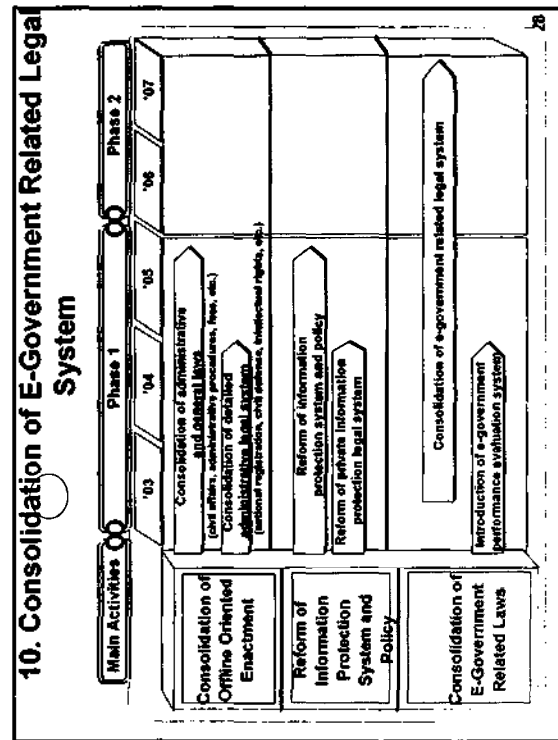 10. Consolidation of E-Government Related Legal
System
Main Activities
Phase 1
Phase 2
'03
'04
'05
'06
'07
Consolidation of
Offline Oriented
Enactment
Consolidation of administrative
and general laws
(civil affairs, administrative procedures, fees, etc.)
Consolidation of detailed
administrative legal system
(national registration, civil defense, intellectual rights, etc.)
Reform of
Information
Protection
System and
Policy
Reform of information
protection system and policy
Reform of private information
protection legal system
Consolidation of
E-Government
Related Laws
Consolidation of e-government related legal system
Introduction of e-government
performance evaluation system
28